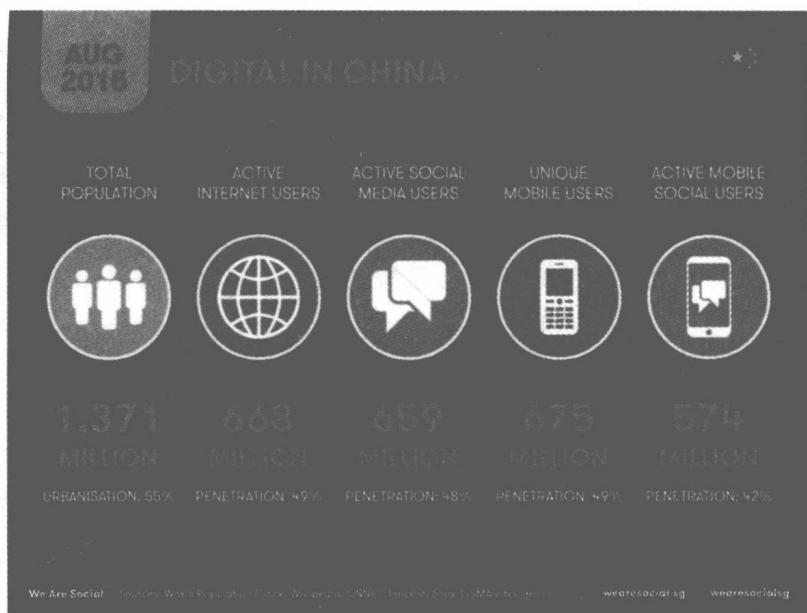 AUG
2015
DIGITAL IN CHINA
TOTAL
POPULATION
ACTIVE
INTERNET USERS
ACTIVE SOCIAL
MEDIA USERS
UNIQUE
MOBILE USERS
ACTIVE MOBILE
SOCIAL USERS
1,371
MILLION
URBANISATION: 55%
668
MILLION
PENETRATION: 49%
659
MILLION
PENETRATION: 48%
675
MILLION
PENETRATION: 49%
574
MILLION
PENETRATION: 42%
We Are Social
Sources: Wikipedia
wearesocial.sg
wearesocialsg